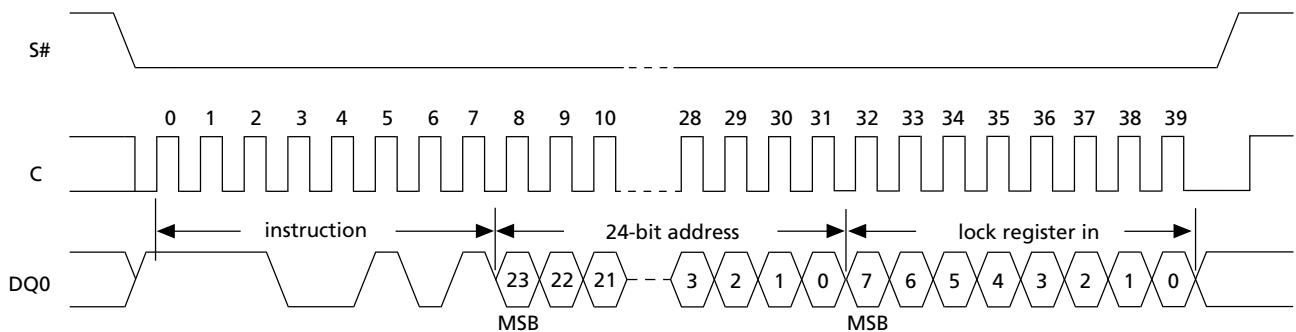 S#
0 1 2 3 4 5 6 7 8 9 10 28 29 30 31 32 33 34 35 36 37 38 39
C
instruction 24-bit address lock register in
DQ0 23 22 21 3 2 1 0 7 6 5 4 3 2 1 0
MSB MSB